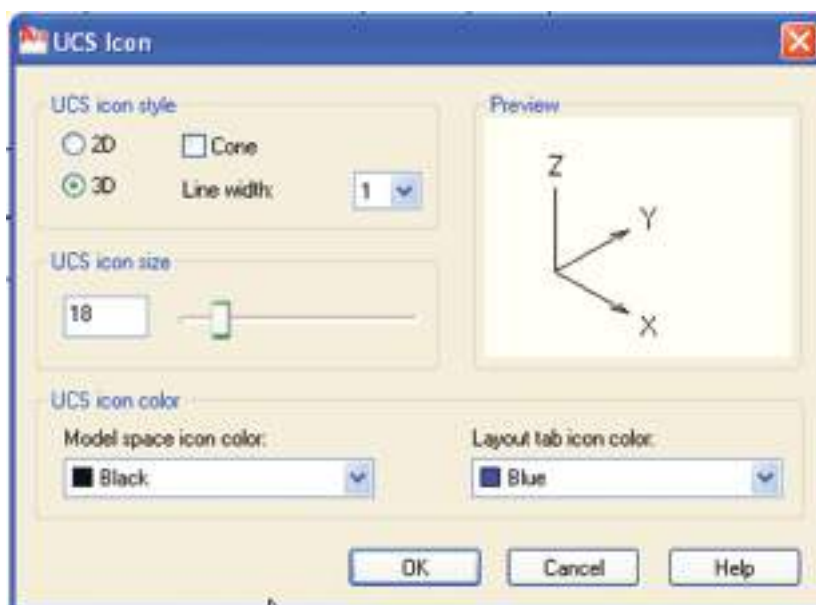 UCS Icon
UCS icon style
2D
Cone
3D
Line width:
1
Preview
Z
Y
X
UCS icon size
18
UCS icon color
Model space icon color:
Black
Layout tab icon color:
Blue
OK
Cancel
Help